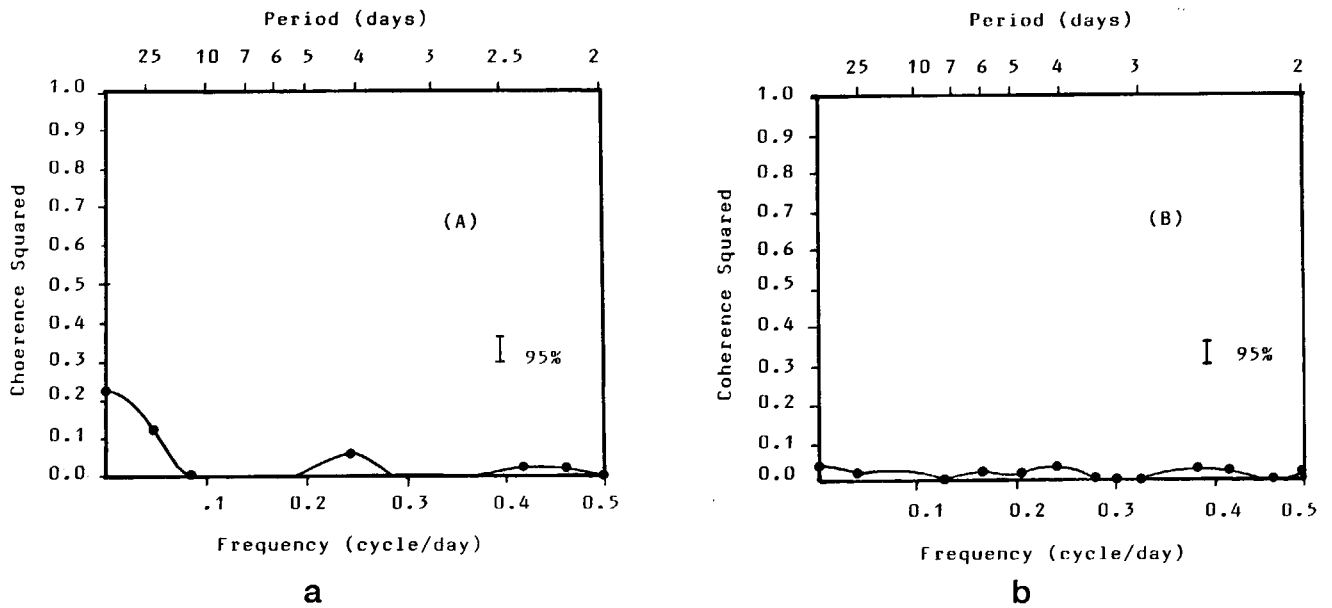 Period (days)
25 10 7 6 5 4 3 2.5 2
1.0
0.9
0.8
0.7
0.6
0.5
0.4
0.3
0.2
0.1
0.0
Choerence Squared
(A)
95%
.1 0.2 0.3 0.4 0.5
Frequency (cycle/day)
a
Period (days)
25 10 7 6 5 4 3 2
1.0
0.9
0.8
0.7
0.6
0.5
0.4
0.3
0.2
0.1
0.0
Coherence Squared
(B)
95%
0.1 0.2 0.3 0.4 0.5
Frequency (cycle/day)
b